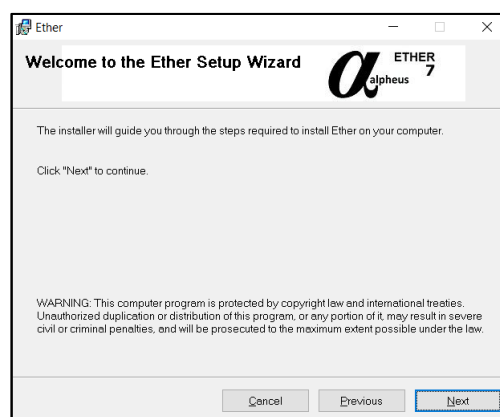 Ether
Welcome to the Ether Setup Wizard
ETHER
7
alpheus
The installer will guide you through the steps required to install Ether on your computer.
Click "Next" to continue.
WARNING: This computer program is protected by copyright law and international treaties.
Unauthorized duplication or distribution of this program, or any portion of it, may result in severe
civil or criminal penalties, and will be prosecuted to the maximum extent possible under the law.
Cancel Previous Next